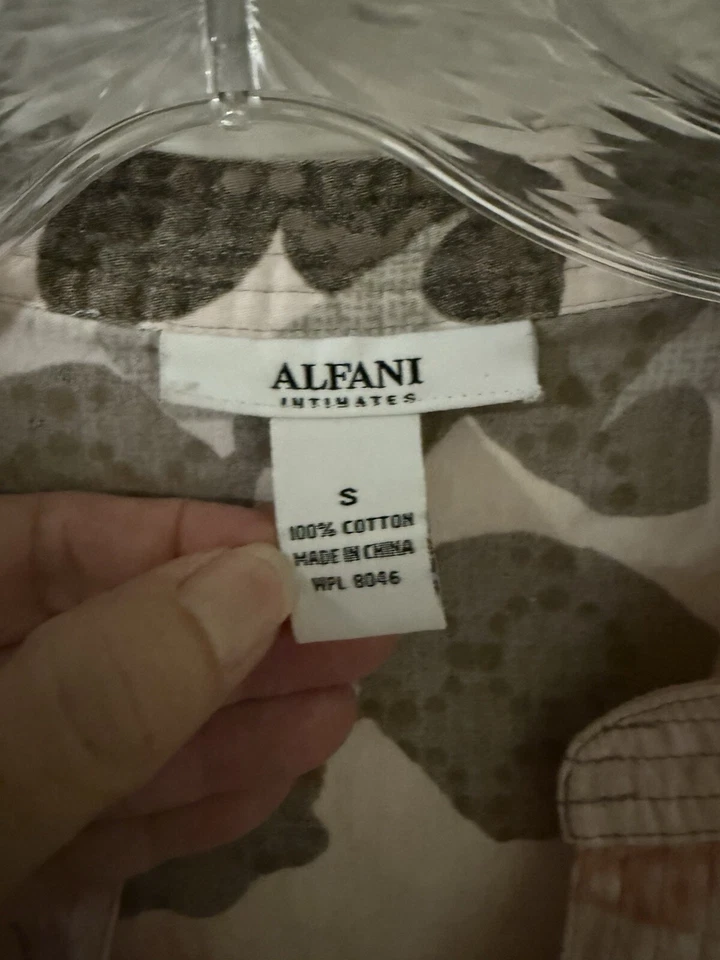 ALFANI
INTIMATES
S
100% COTTON
MADE IN CHINA
WPL 8046